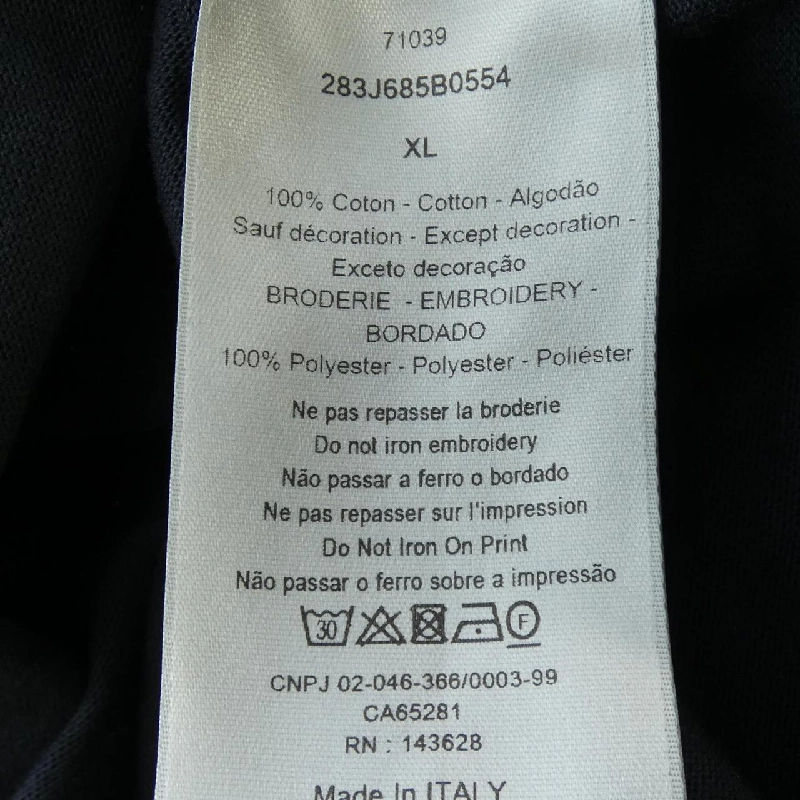 71039
283J685B0554
XL
100% Coton - Cotton - Algodão
Sauf décoration - Except decoration -
Exceto decoração
BRODERIE - EMBROIDERY -
BORDADO
100% Polyester - Polyester - Poliéster
Ne pas repasser la broderie
Do not iron embroidery
Não passar a ferro o bordado
Ne pas repasser sur l'impression
Do Not Iron On Print
Não passar o ferro sobre a impressão
30 F
CNPJ 02-046-366/0003-99
CA65281
RN : 143628
Made In ITALY